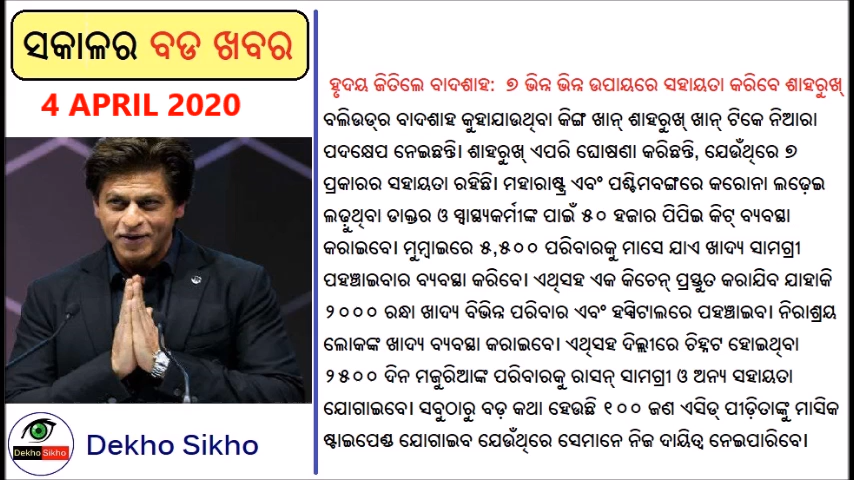 ସକାଳର ବଡ ଖବର
4 APRIL 2020
Dekho Sikho
Dekho Sikho
ହୃଦୟ ଜିତିଲେ ବାଦଶାହ: ୭ ଭିନ୍ନ ଭିନ୍ନ ଉପାୟରେ ସହାୟତା କରିବେ ଶାହରୁଖ୍
ବଲିଉଡ୍‌ର ବାଦଶାହ କୁହାଯାଉଥିବା କିଙ୍ଗ ଖାନ୍ ଶାହରୁଖ୍ ଖାନ୍ ଟିକେ ନିଆରା
ପଦକ୍ଷେପ ନେଇଛନ୍ତି। ଶାହରୁଖ୍ ଏପରି ଘୋଷଣା କରିଛନ୍ତି, ଯେଉଁଥିରେ ୭
ପ୍ରକାରର ସହାୟତା ରହିଛି। ମହାରାଷ୍ଟ୍ର ଏବଂ ପଶ୍ଚିମବଙ୍ଗରେ କରୋନା ଲଢ଼େଇ
ଲଢ଼ୁଥିବା ଡାକ୍ତର ଓ ସ୍ୱାସ୍ଥ୍ୟକର୍ମୀଙ୍କ ପାଇଁ ୫୦ ହଜାର ପିପିଇ କିଟ୍ ବ୍ୟବସ୍ଥା
କରାଇବେ। ମୁମ୍ବାଇରେ ୫,୫୦୦ ପରିବାରକୁ ମାସେ ଯାଏ ଖାଦ୍ୟ ସାମଗ୍ରୀ
ପହଞ୍ଚାଇବାର ବ୍ୟବସ୍ଥା କରିବେ। ଏଥିସହ ଏକ କିଚେନ୍ ପ୍ରସ୍ତୁତ କରାଯିବ ଯାହାକି
୨୦୦୦ ରନ୍ଧା ଖାଦ୍ୟ ବିଭିନ୍ନ ପରିବାର ଏବଂ ହସ୍ପିଟାଲରେ ପହଞ୍ଚାଇବ। ନିରାଶ୍ରୟ
ଲୋକଙ୍କ ଖାଦ୍ୟ ବ୍ୟବସ୍ଥା କରାଇବେ। ଏଥିସହ ଦିଲ୍ଲୀରେ ଚିହ୍ନଟ ହୋଇଥିବା
୨୫୦୦ ଦିନ ମଜୁରିଆଙ୍କ ପରିବାରକୁ ରାସନ୍ ସାମଗ୍ରୀ ଓ ଅନ୍ୟ ସହାୟତା
ଯୋଗାଇବେ। ସବୁଠାରୁ ବଡ଼ କଥା ହେଉଛି ୧୦୦ ଜଣ ଏସିଡ୍ ପୀଡ଼ିତାଙ୍କୁ ମାସିକ
ଷ୍ଟାଇପେଣ୍ଡ ଯୋଗାଇବ ଯେଉଁଥିରେ ସେମାନେ ନିଜ ଦାୟିତ୍ୱ ନେଇପାରିବେ।